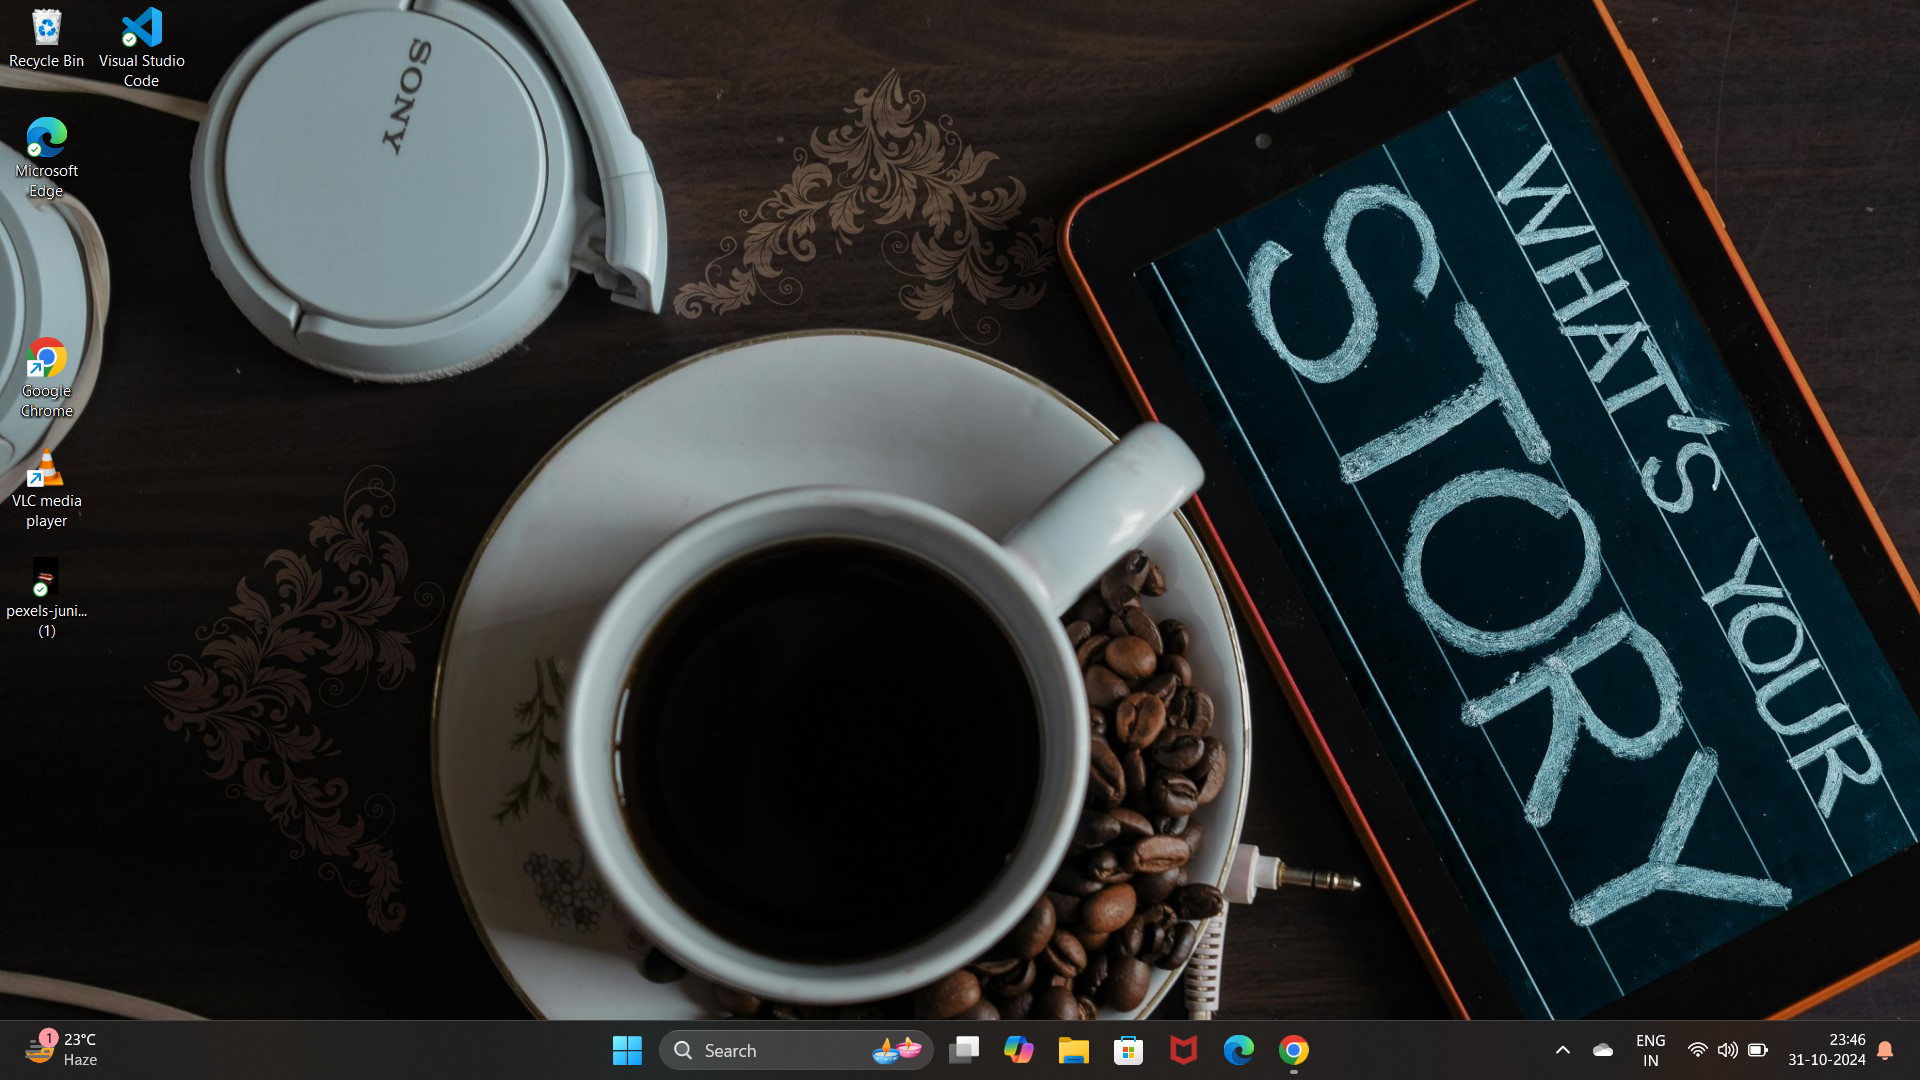 Recycle Bin
Visual Studio
Code
Microsoft
Edge
Google
Chrome
VLC media
player
pexels-juni...
(1)
SONY
WHAT'S YOUR
STORY
1
23°C
Haze
Search
ENG
IN
23:46
31-10-2024